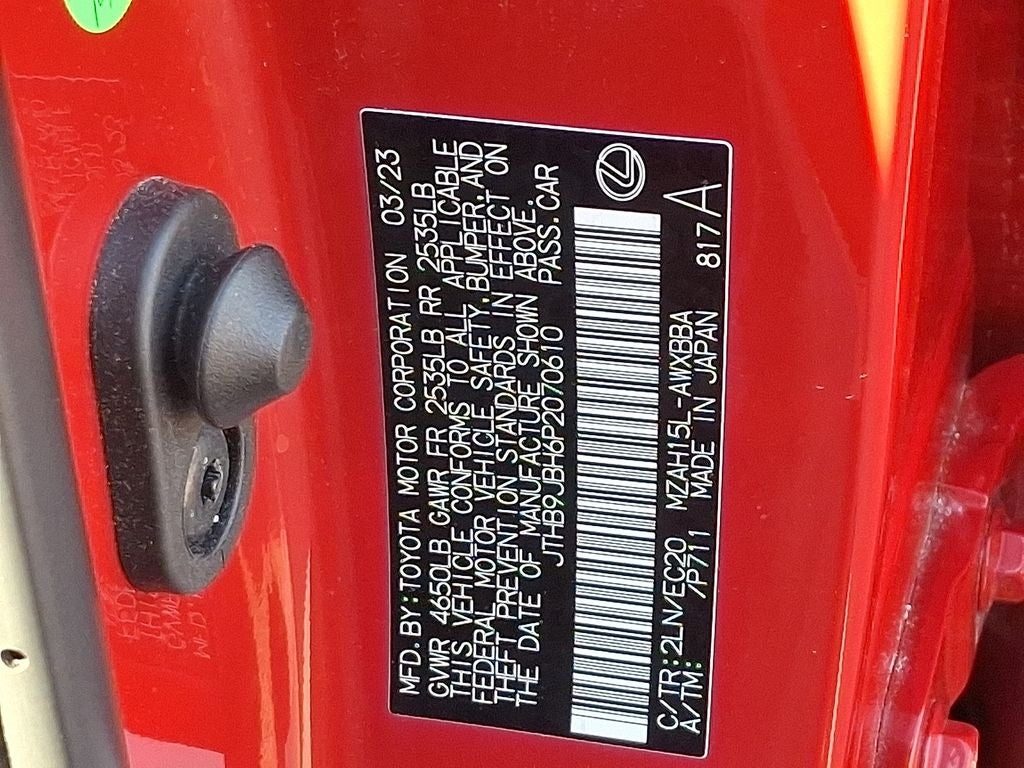 MFD.BY:TOYOTA MOTOR CORPORATION 03/23
GVWR 4650LB GAWR FR 2535LB RR 2535LB
THIS VEHICLE CONFORMS TO ALL APPLICABLE
FEDERAL MOTOR VEHICLE SAFETY,BUMPER,AND
THEFT PREVENTION STANDARDS IN EFFECT ON
THE DATE OF MANUFACTURE SHOWN ABOVE.
JTHB9JBH6P2070610 PASS.CAR
C/TR:2LN/EC20 MZAH15L-AWXBBA
A/TM: /P711 MADE IN JAPAN 817A